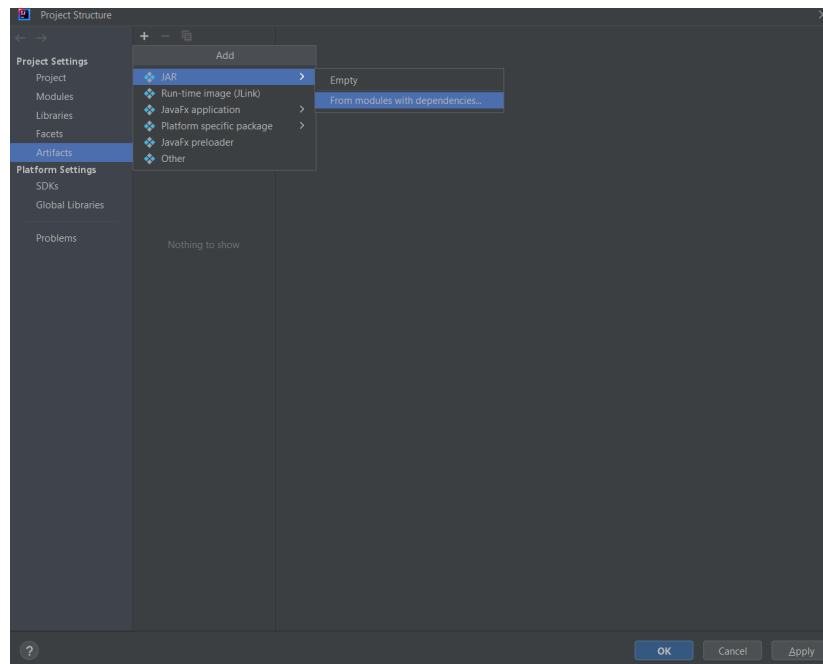 Project Structure
Project Settings
Project
Modules
Libraries
Facets
Artifacts
Platform Settings
SDKs
Global Libraries
Problems
Add
JAR
Run-time image (JLink)
JavaFx application
Platform specific package
JavaFx preloader
Other
Empty
From modules with dependencies...
Nothing to show
?
OK
Cancel
Apply